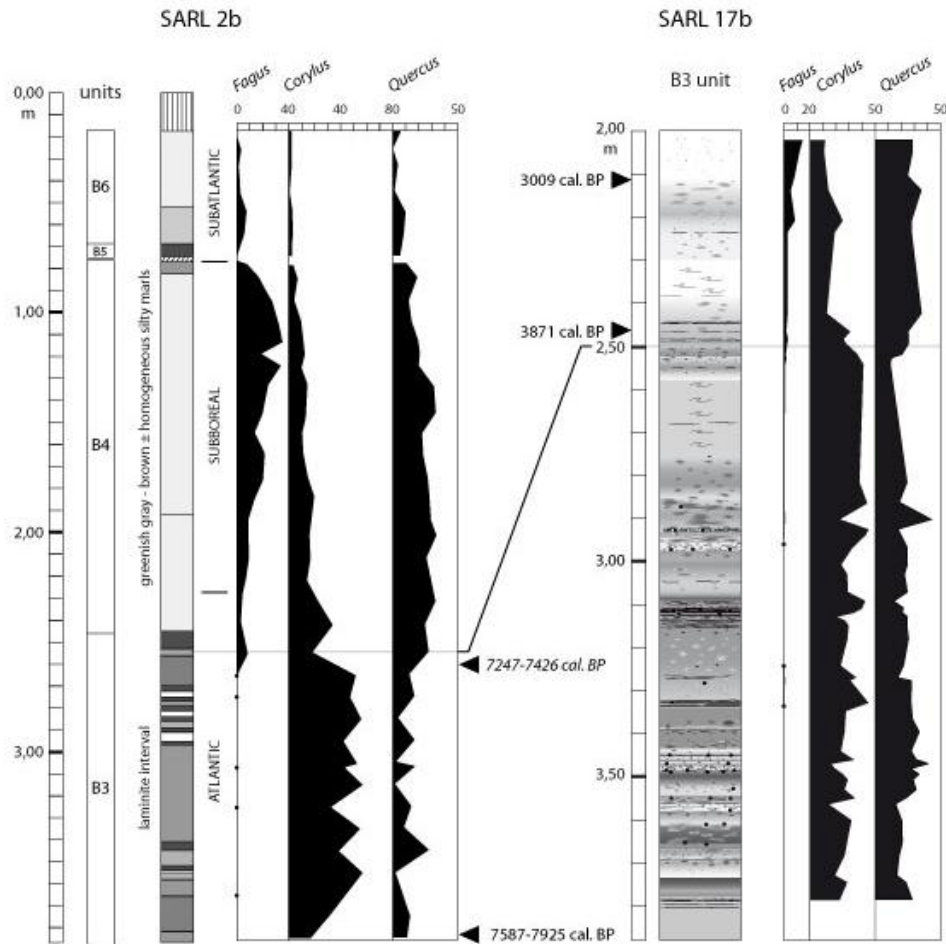 SARL 2b
SARL 17b
Fagus
Corylus
Quercus
B3 unit
Fagus
Corylus
Quercus
0,00
m
units
0
40
40
80
50
0
20
50
50
2,00
m
B6
SUBATLANTIC
3009 cal. BP
B5
1,00
greenish gray - brown ± homogeneous silty marls
3871 cal. BP
2,50
B4
SUBBOREAL
2,00
3,00
7247-7426 cal. BP
3,00
B3
laminite interval
ATLANTIC
3,50
7587-7925 cal. BP